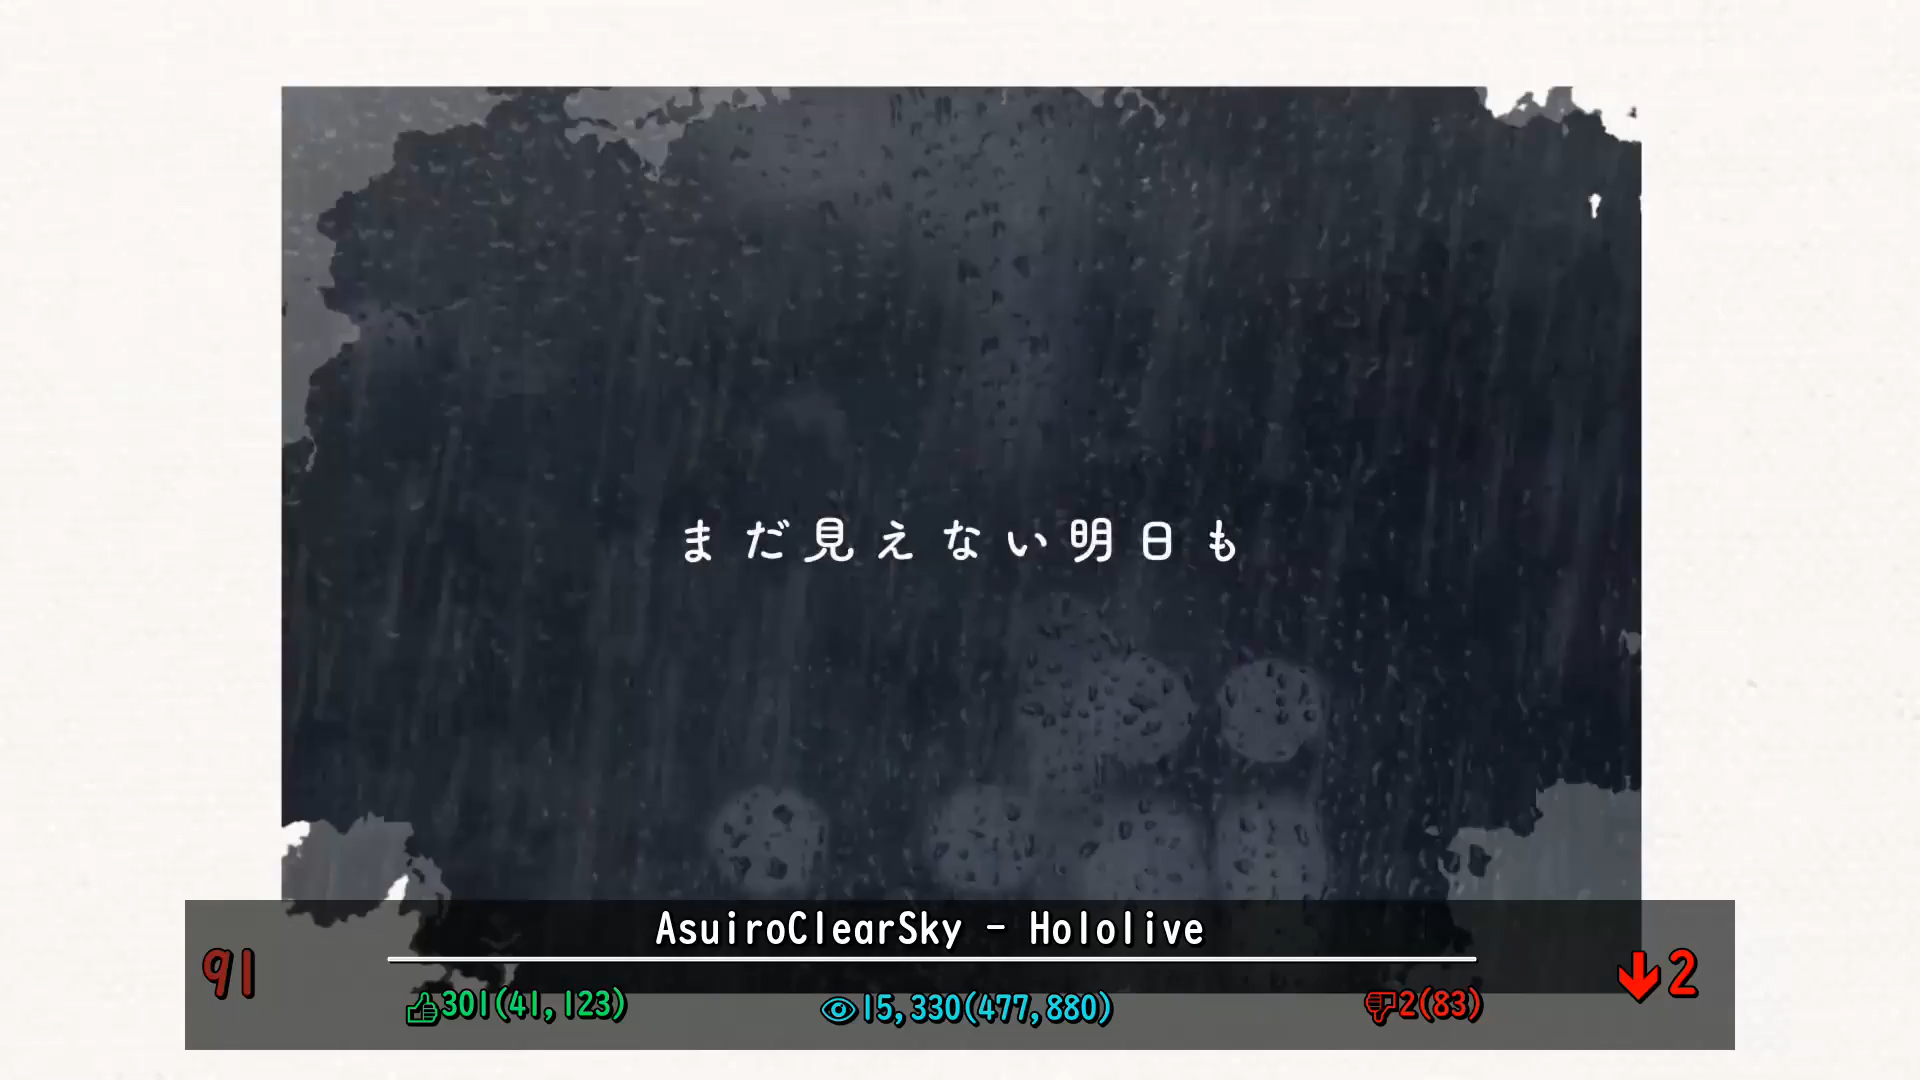 まだ見えない明日も
AsuiroClearSky - Hololive
91
301(41,123)
15,330(477,880)
2(83)
2